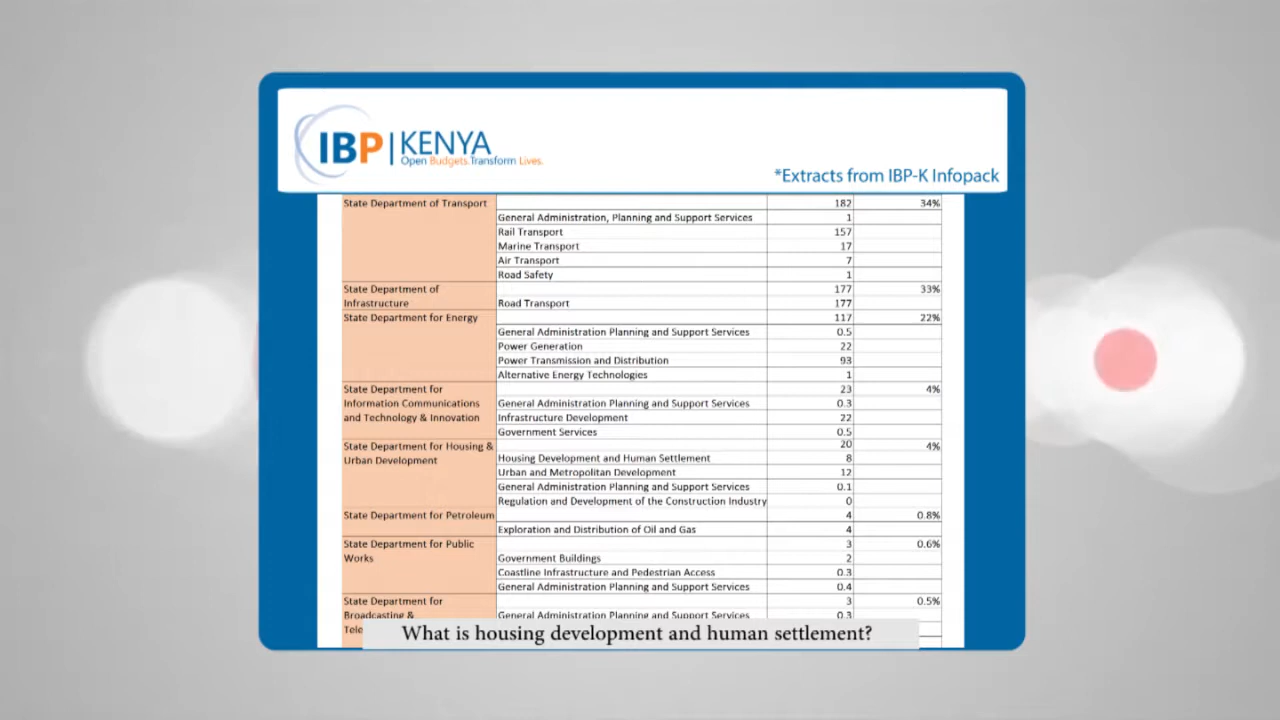 IBP | KENYA
Open Budgets.Transform Lives.
*Extracts from IBP-K Infopack
State Department of Transport 182 34%
General Administration, Planning and Support Services 1
Rail Transport 157
Marine Transport 17
Air Transport 7
Road Safety 1
State Department of 177 33%
Infrastructure Road Transport 177
State Department for Energy 117 22%
General Administration Planning and Support Services 0.5
Power Generation 22
Power Transmission and Distribution 93
Alternative Energy Technologies 1
State Department for 23 4%
Information Communications General Administration Planning and Support Services 0.3
and Technology & Innovation Infrastructure Development 22
Government Services 0.5
State Department for Housing & 20 4%
Urban Development Housing Development and Human Settlement 8
Urban and Metropolitan Development 12
General Administration Planning and Support Services 0.1
Regulation and Development of the Construction Industry 0
State Department for Petroleum 4 0.8%
Exploration and Distribution of Oil and Gas 4
State Department for Public 3 0.6%
Works Government Buildings 2
Coastline Infrastructure and Pedestrian Access 0.3
General Administration Planning and Support Services 0.4
State Department for 3 0.5%
Broadcasting & General Administration Planning and Support Services 0.3
Tele
What is housing development and human settlement?